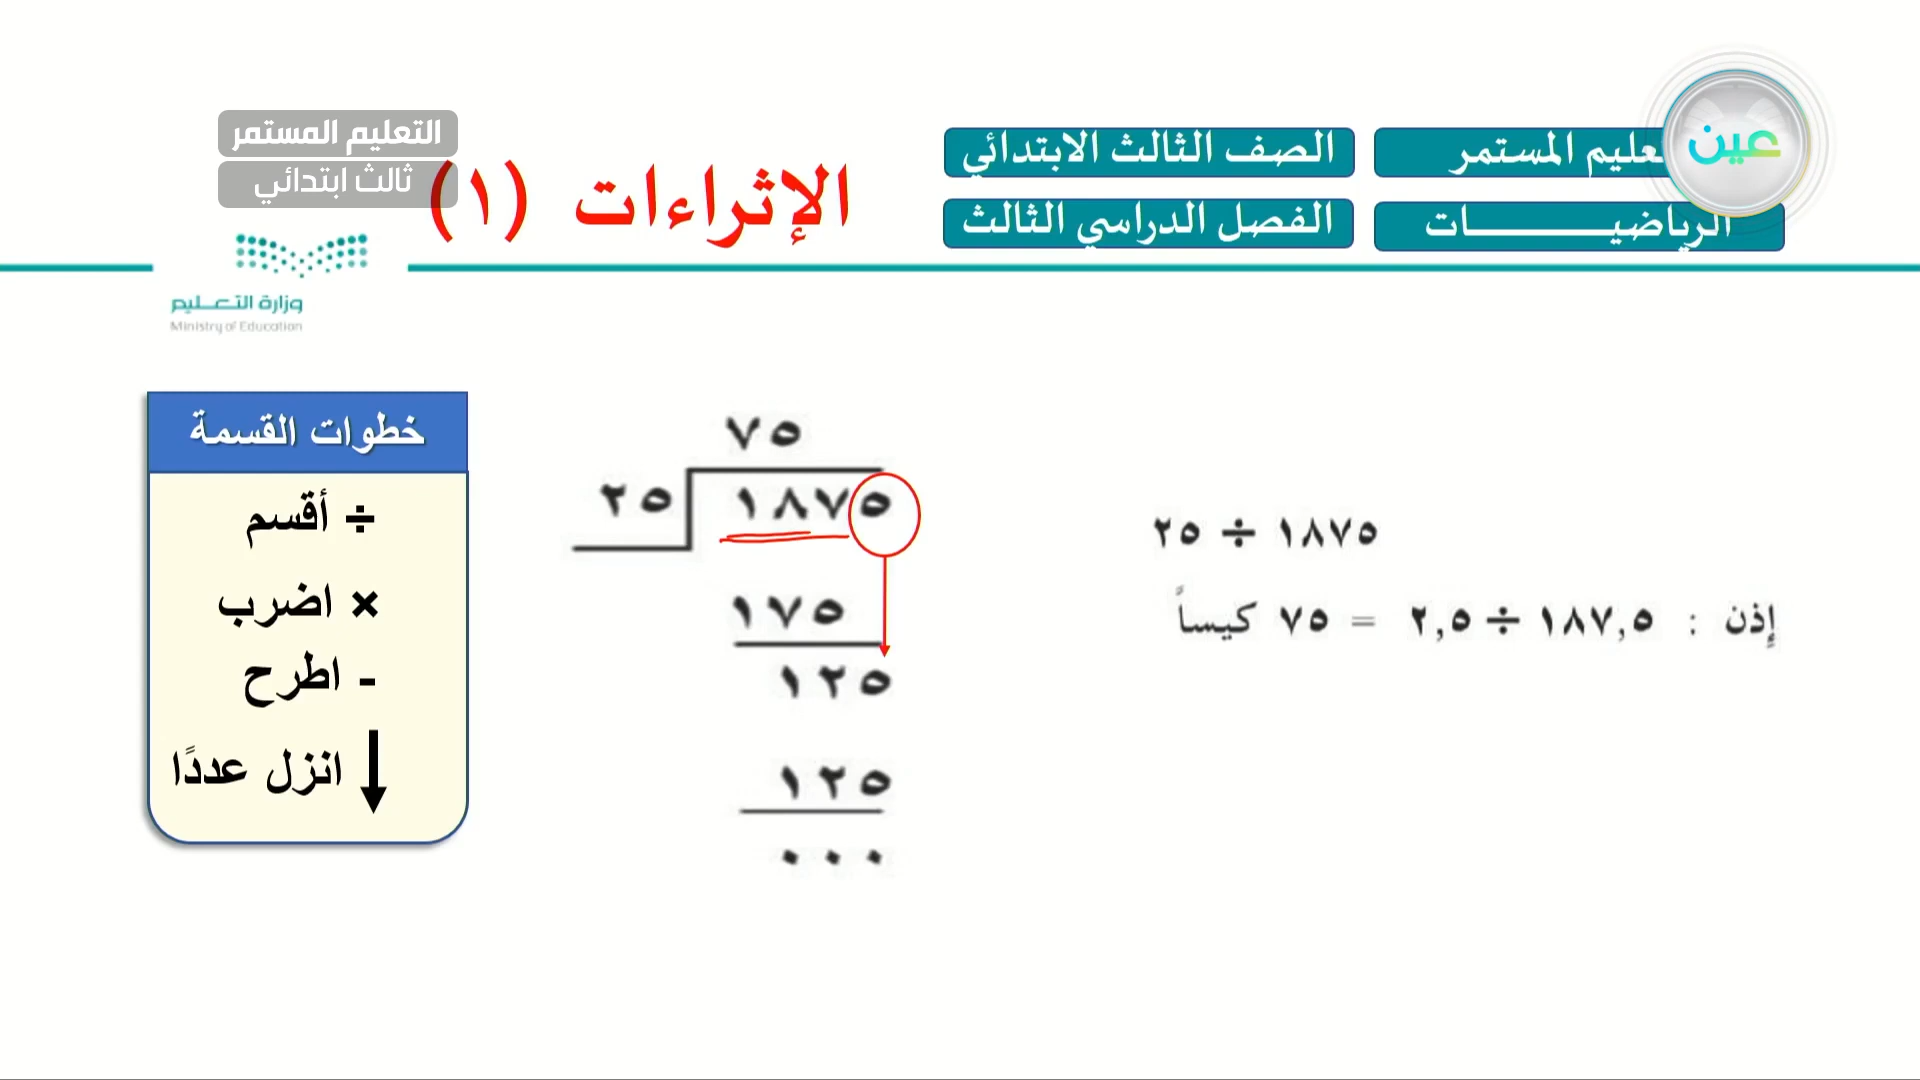 التعليم المستمر
الصف الثالث الابتدائي
الرياضيـــــــات
الفصل الدراسي الثالث
عين
الإثراءات (١)
التعليم المستمر
ثالث ابتدائي
وزارة التعـــليم
Ministry of Education
١٨٧٥ ÷ ٢٥
إذن : ١٨٧,٥ ÷ ٢,٥ = ٧٥ كيساً
٧٥
٢٥ ١٨٧٥
١٧٥
١٢٥
١٢٥
٠٠٠
خطوات القسمة
÷ أقسم
× اضرب
- اطرح
انزل عددًا